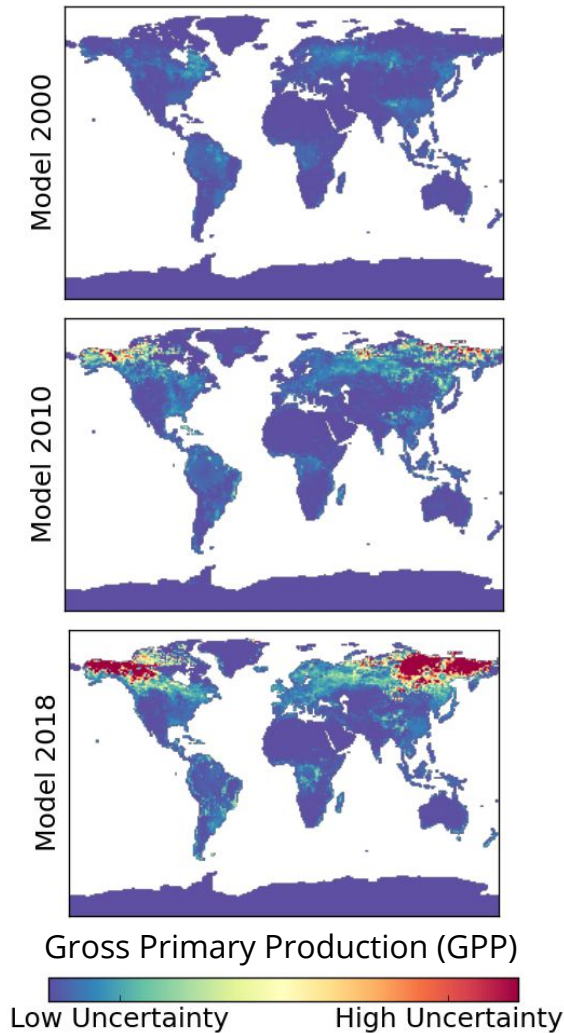 Model 2000
Model 2010
Model 2018
Gross Primary Production (GPP)
Low Uncertainty
High Uncertainty